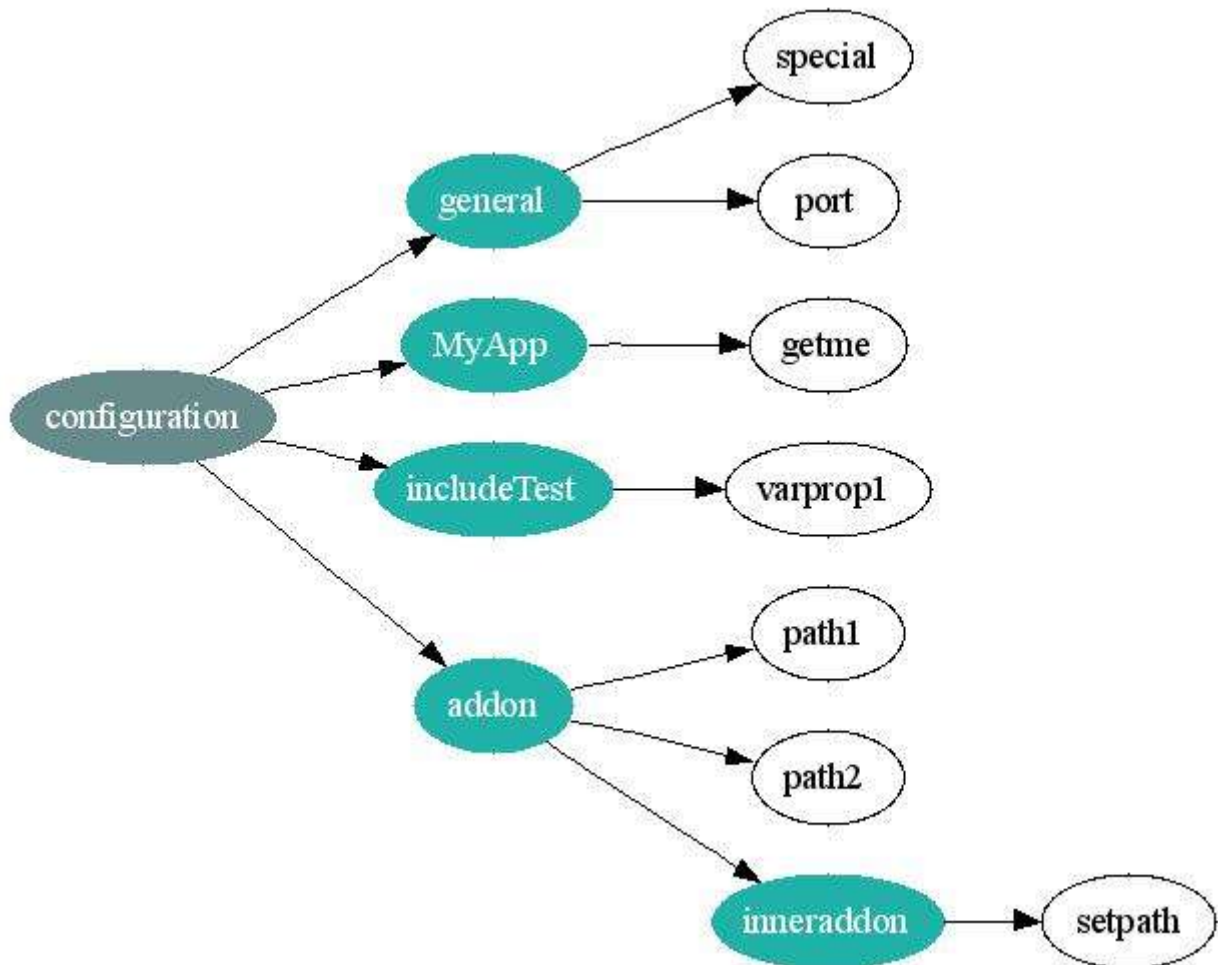 special
general
port
MyApp
getme
configuration
includeTest
varprop1
path1
addon
path2
inneraddon
setpath